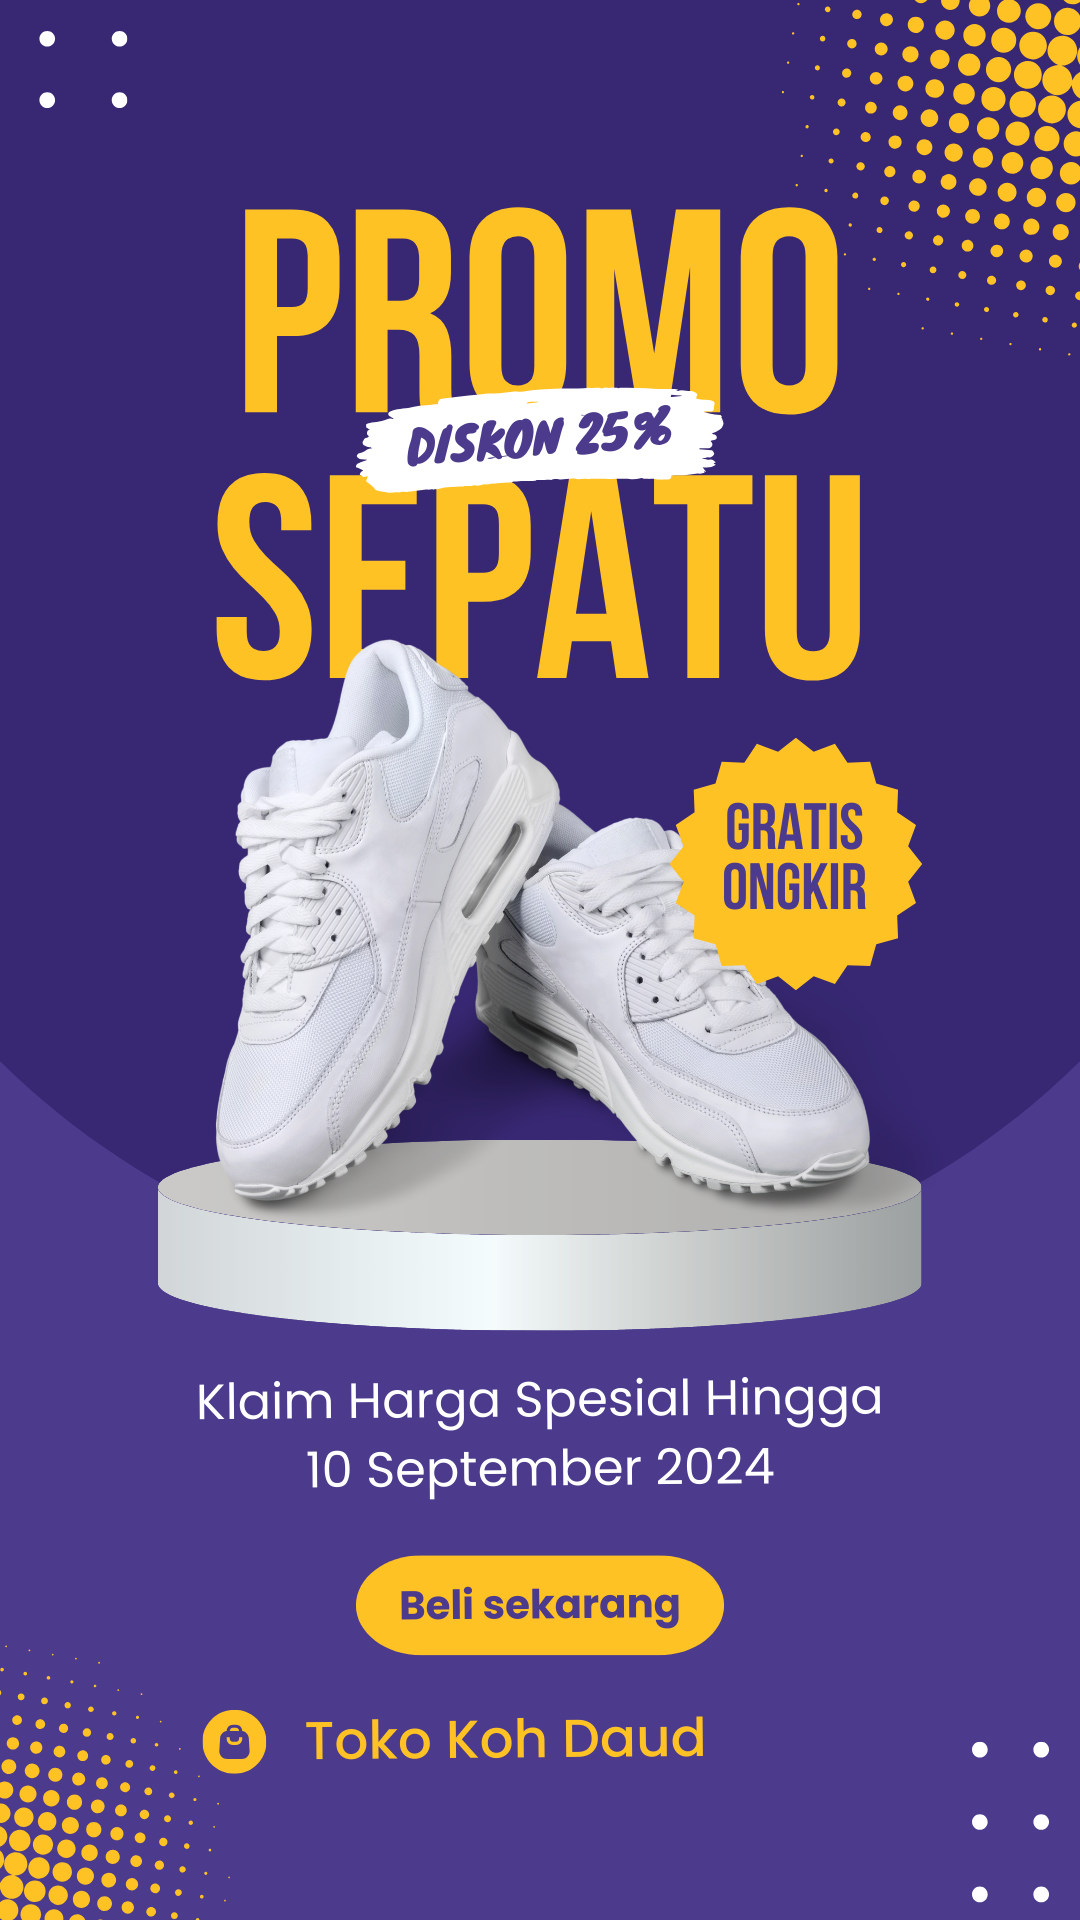 PROMO
DISKON 25%
SEPATU
GRATIS
ONGKIR
Klaim Harga Spesial Hingga
10 September 2024
Beli sekarang
Toko Koh Daud